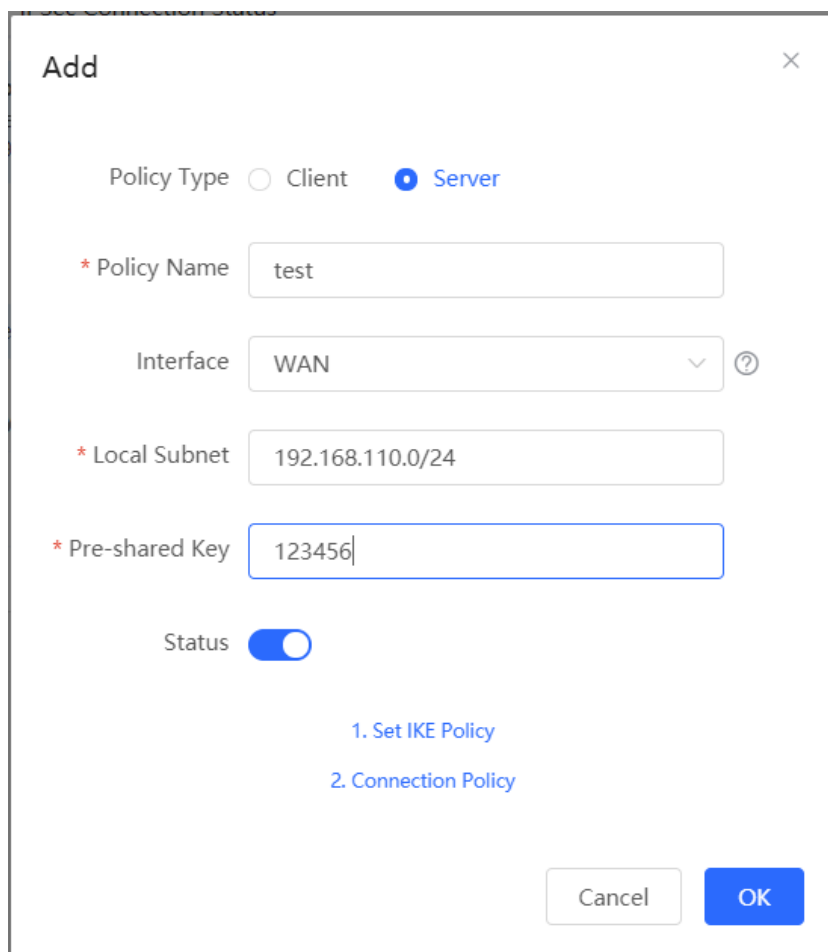 Add
Policy Type Client Server
* Policy Name test
Interface WAN
* Local Subnet 192.168.110.0/24
* Pre-shared Key 123456
Status
1. Set IKE Policy
2. Connection Policy
Cancel OK